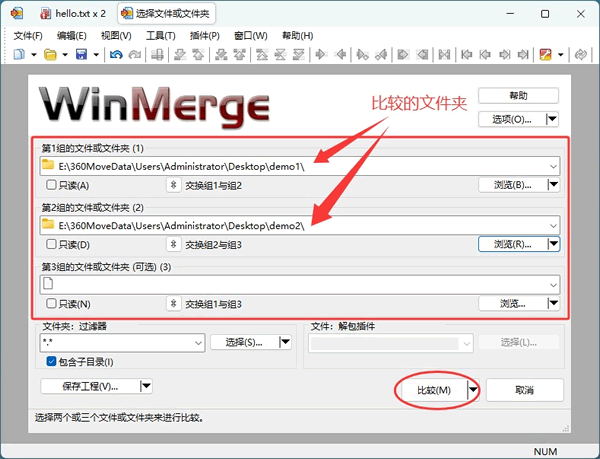 hello.txt x 2
选择文件或文件夹
文件(F) 编辑(E) 视图(V) 工具(T) 插件(P) 窗口(W) 帮助(H)
WinMerge
比较的文件夹
帮助
选项(O)...
第1组的文件或文件夹 (1)
E:\360MoveData\Users\Administrator\Desktop\demo1\
只读(A) 交换组1与组2 浏览(B)...
第2组的文件或文件夹 (2)
E:\360MoveData\Users\Administrator\Desktop\demo2\
只读(D) 交换组2与组3 浏览(R)...
第3组的文件或文件夹 (可选) (3)
只读(N) 交换组1与组3 浏览...
文件夹: 过滤器 文件: 解包插件
*.* 选择(S)... 选择(L)...
包含子目录(I)
保存工程(V)... 比较(M) 取消
选择两个或三个文件或文件夹来进行比较。
NUM